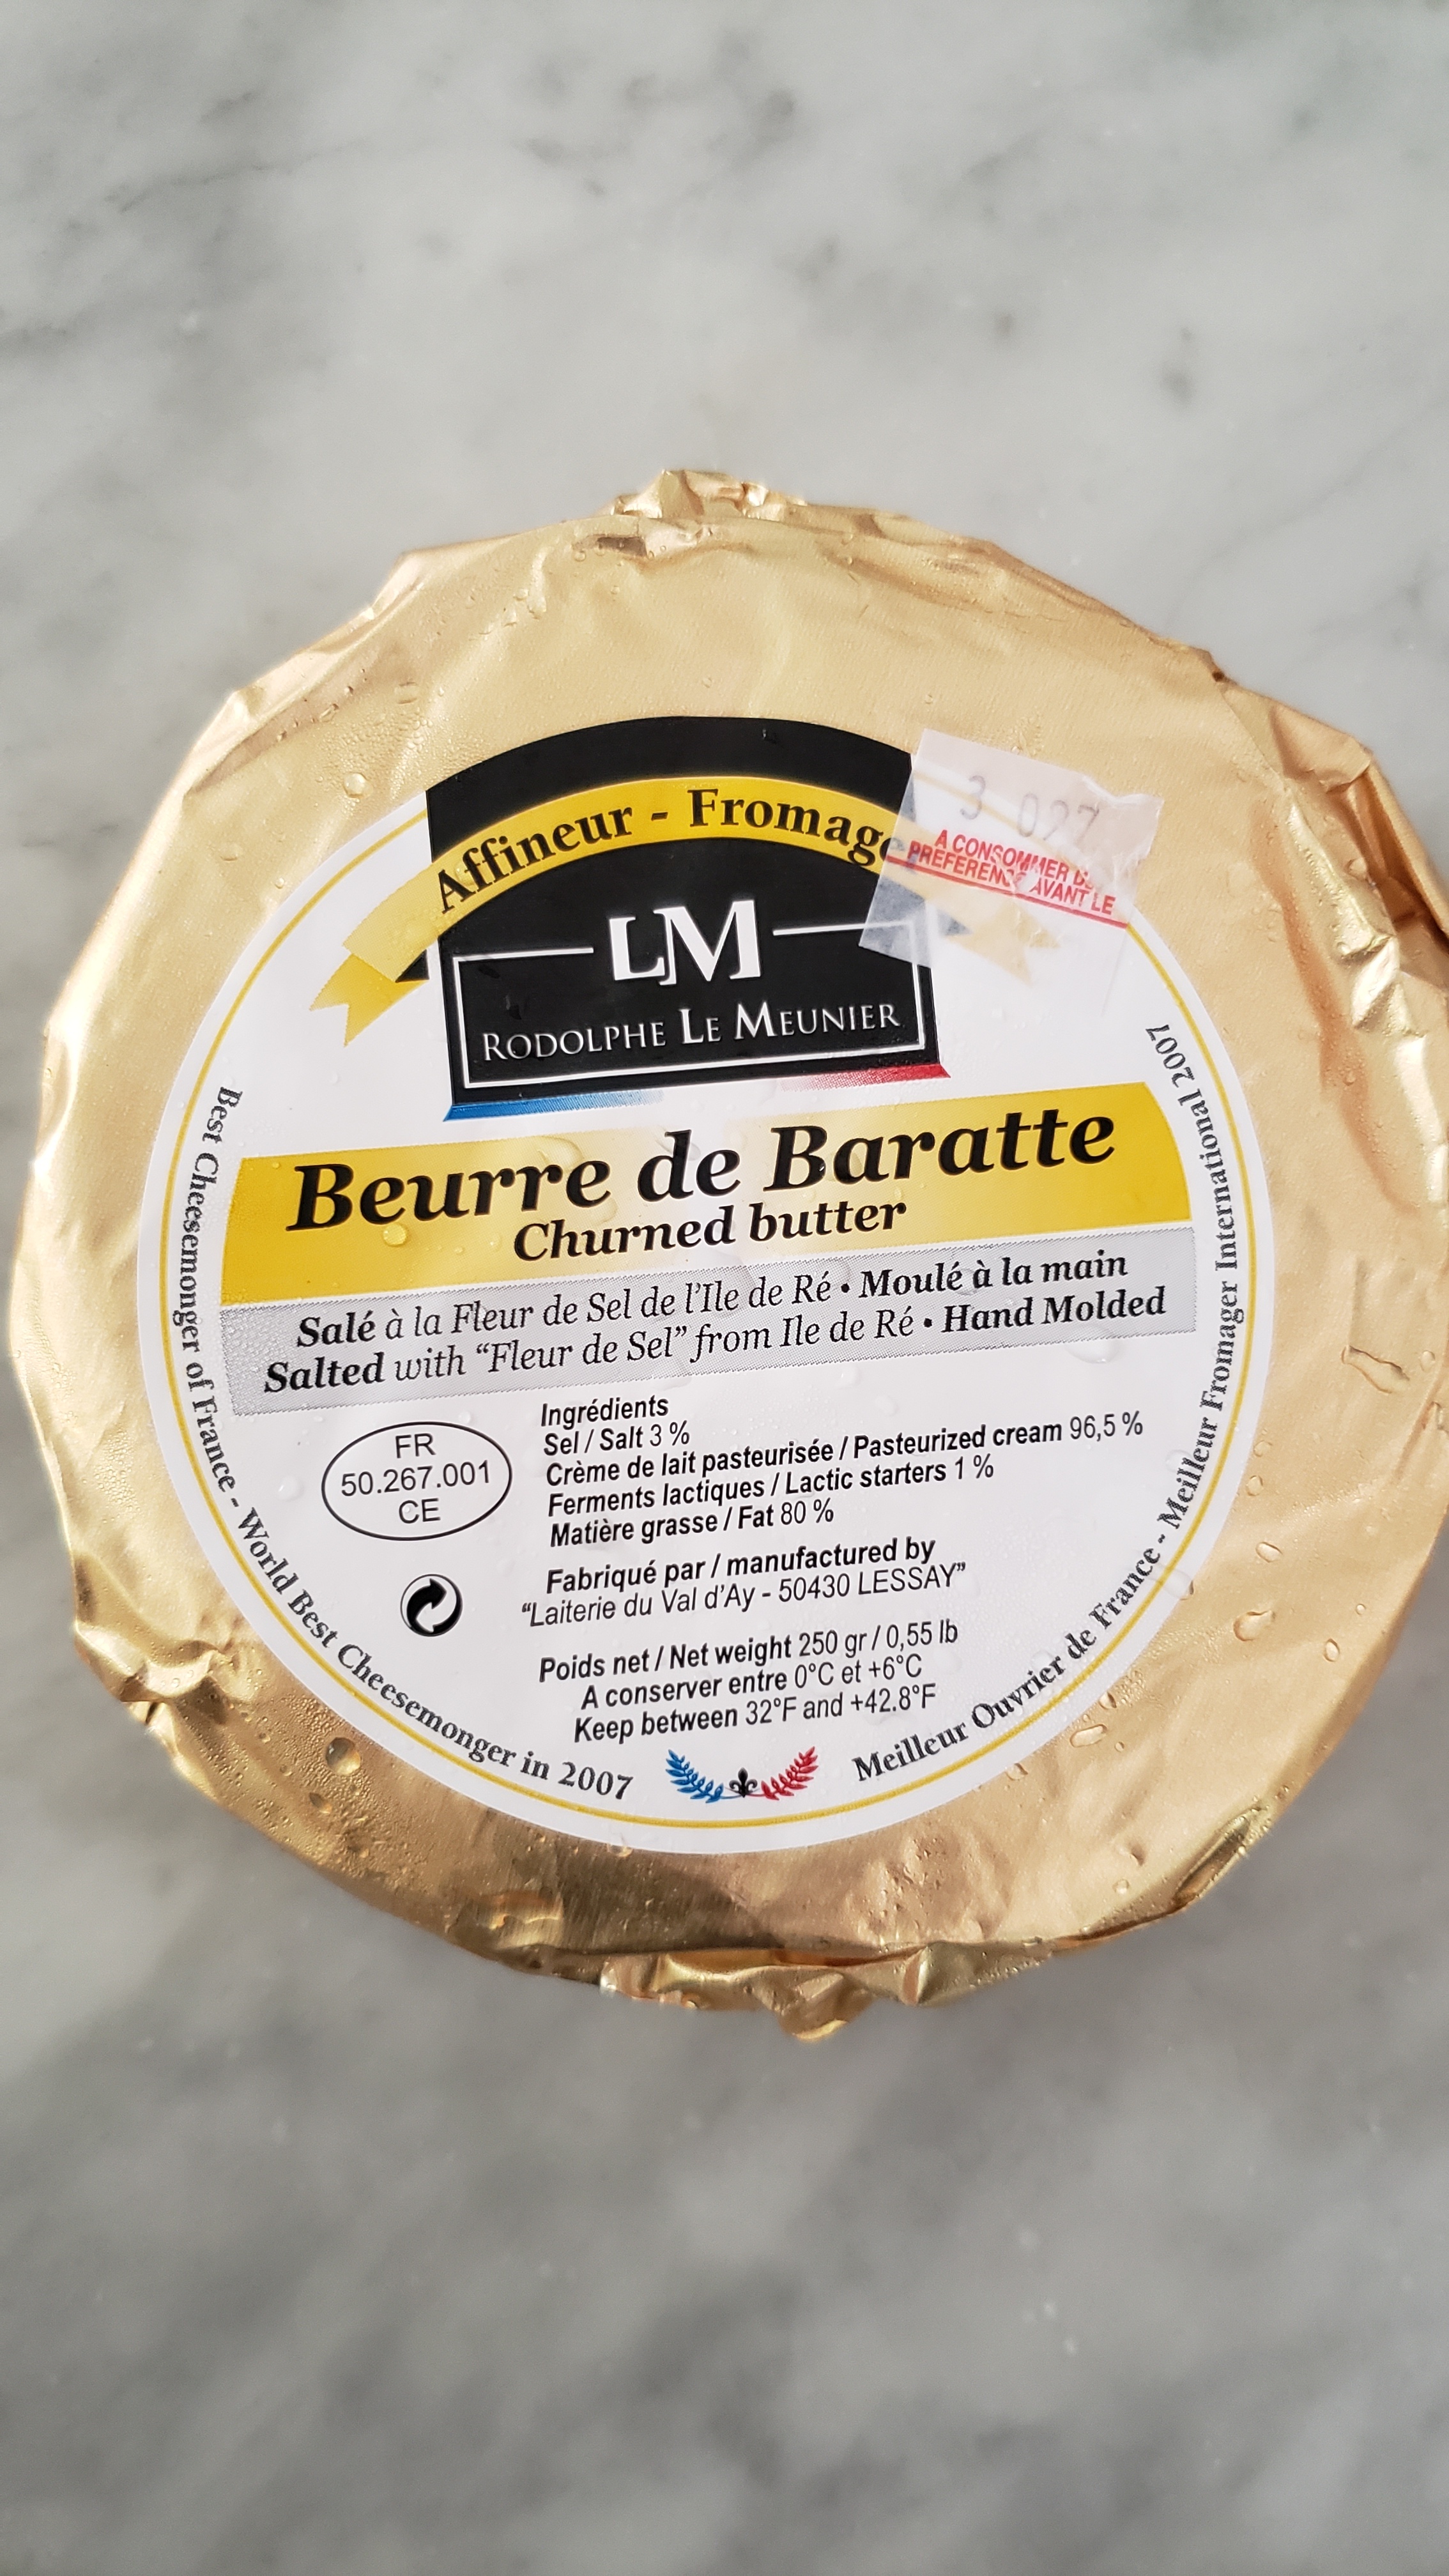 Affineur - Fromage
3 097
A CONSOMMER DE
PREFERENCE AVANT LE
LM
RODOLPHE LE MEUNIER
Beurre de Baratte
Churned butter
Salé à la Fleur de Sel de l'Ile de Ré • Moulé à la main
Salted with “Fleur de Sel” from Ile de Ré • Hand Molded
Ingrédients
Sel / Salt 3 %
Crème de lait pasteurisée / Pasteurized cream 96,5 %
Ferments lactiques / Lactic starters 1 %
Matière grasse / Fat 80 %
FR
50.267.001
CE
Fabriqué par / manufactured by
“Laiterie du Val d'Ay - 50430 LESSAY”
Poids net / Net weight 250 gr / 0,55 lb
A conserver entre 0°C et +6°C
Keep between 32°F and +42.8°F
Best Cheesemonger of France - World Best Cheesemonger in 2007
Meilleur Ouvrier de France - Meilleur Fromager International 2007